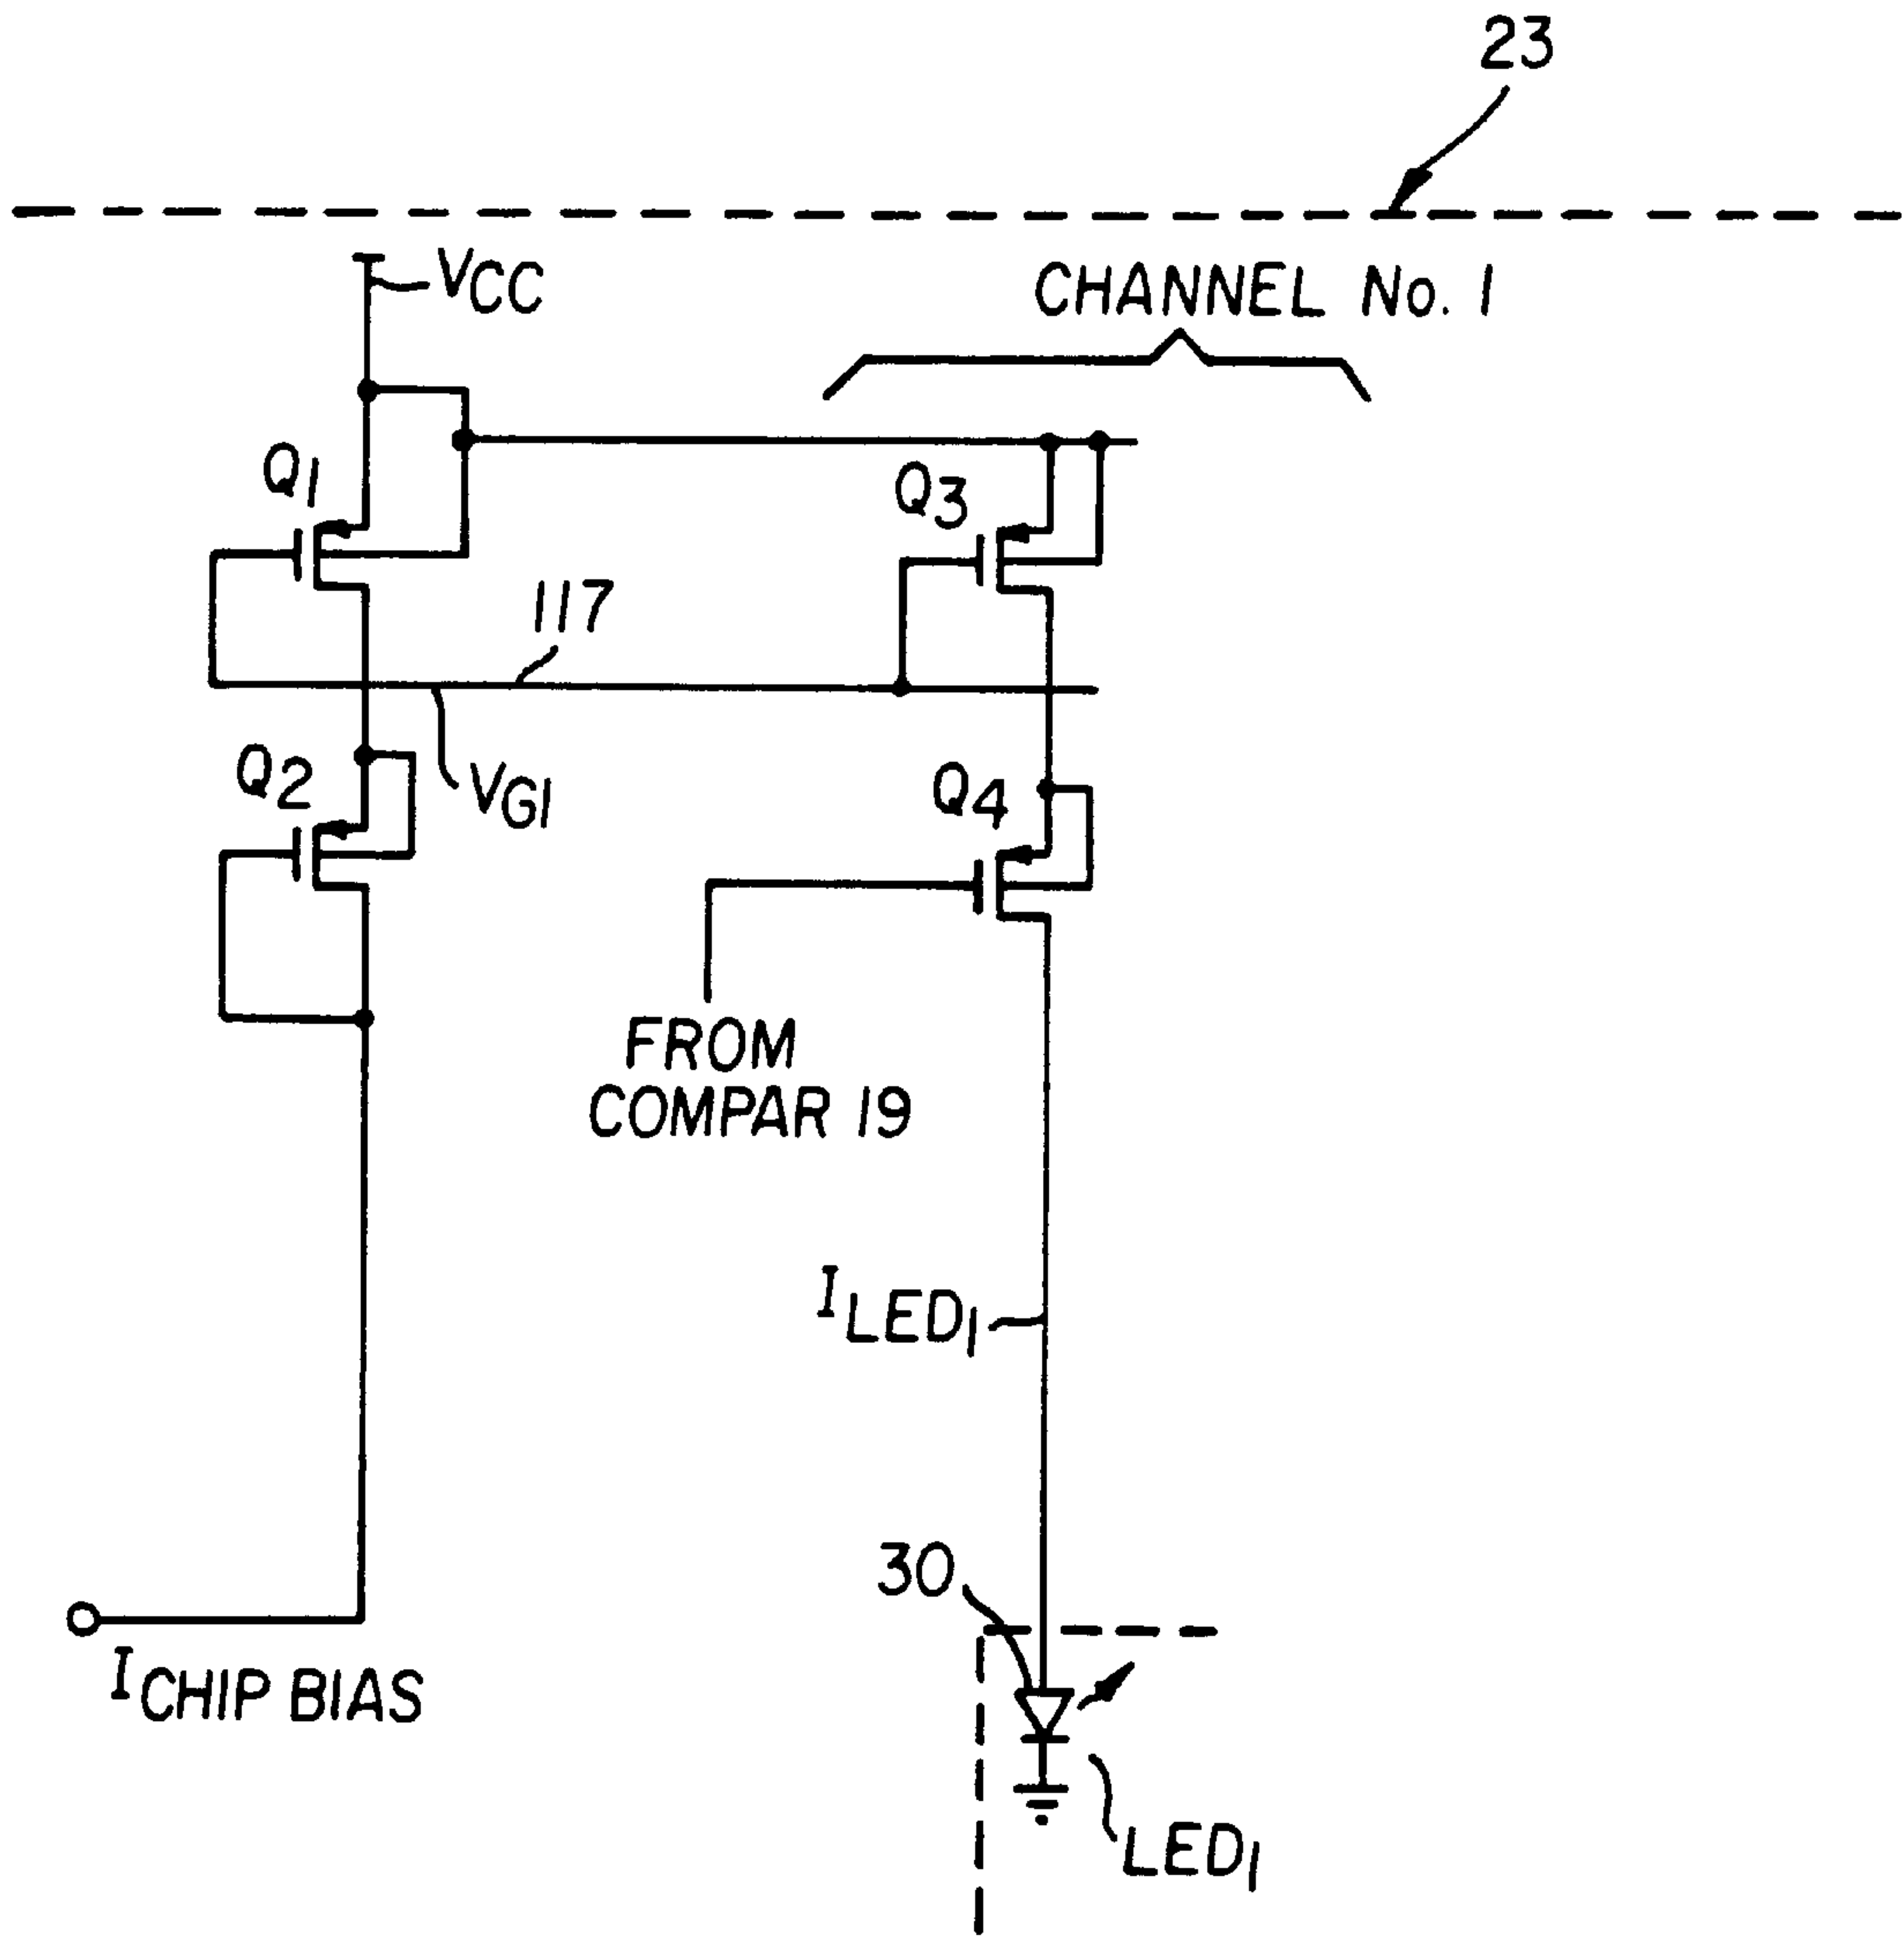 23
VCC
CHANNEL No. 1
Q1
Q3
117
Q2
VG1
Q4
FROM
COMPAR 19
ILED1
30
ICHIP BIAS
LED1